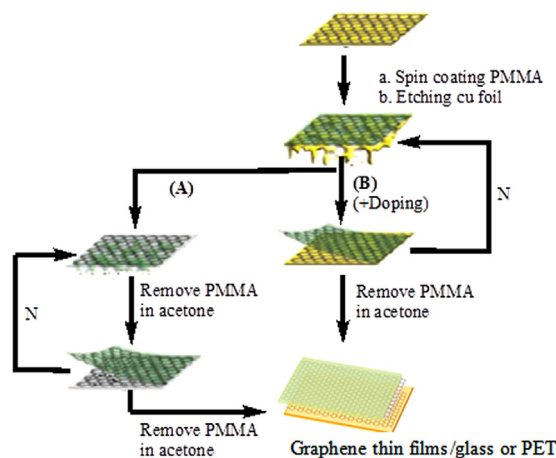 a. Spin coating PMMA
b. Etching cu foil
(A)
(B)
(+Doping)
N
Remove PMMA
in acetone
Remove PMMA
in acetone
N
Remove PMMA
in acetone
Graphene thin films/glass or PET